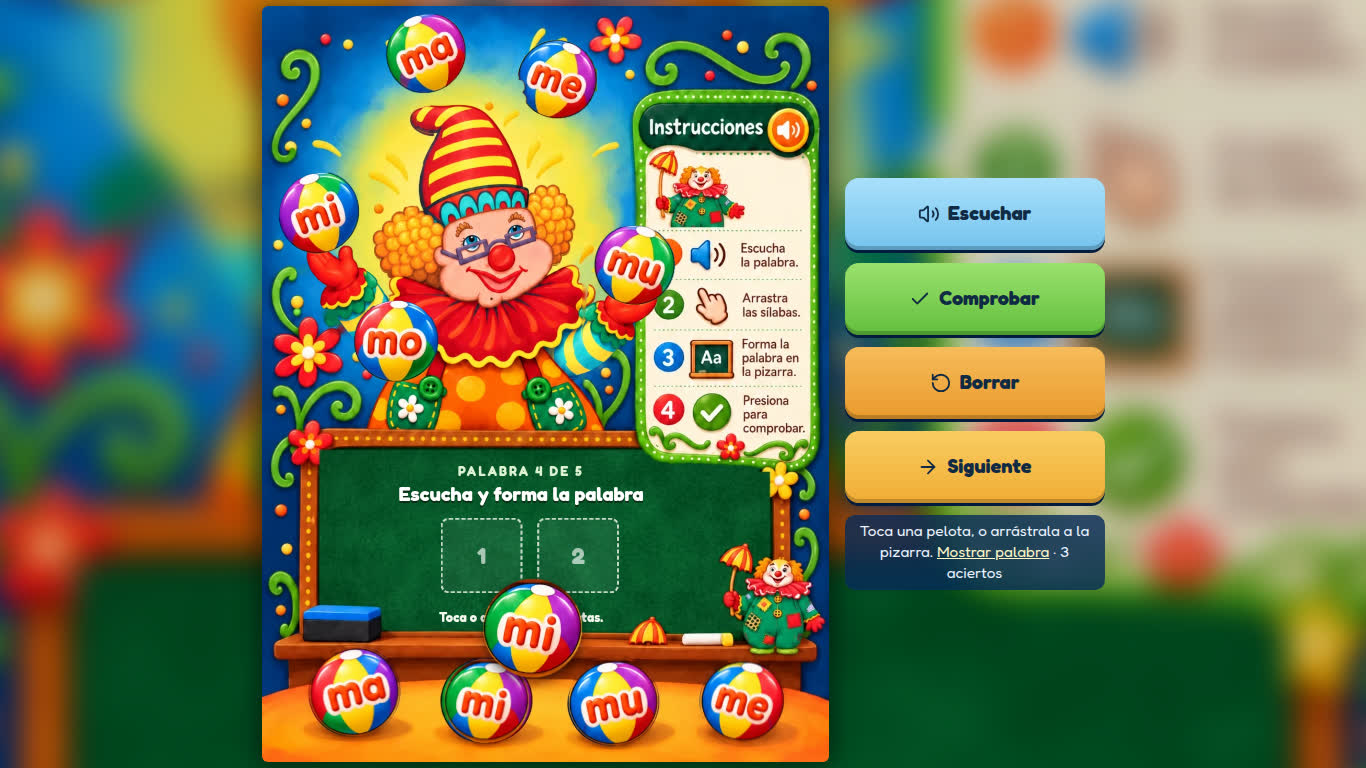 ma
me
mi
mu
mo
Instrucciones
Escucha
la palabra.
2
Arrastra
las sílabas.
3
Aa
Forma la
palabra en
la pizarra.
4
Presiona
para
comprobar.
PALABRA 4 DE 5
Escucha y forma la palabra
1
2
Toca o
tas.
mi
ma
mi
mu
me
Escuchar
Comprobar
Borrar
Siguiente
Toca una pelota, o arrástrala a la
pizarra. Mostrar palabra · 3
aciertos